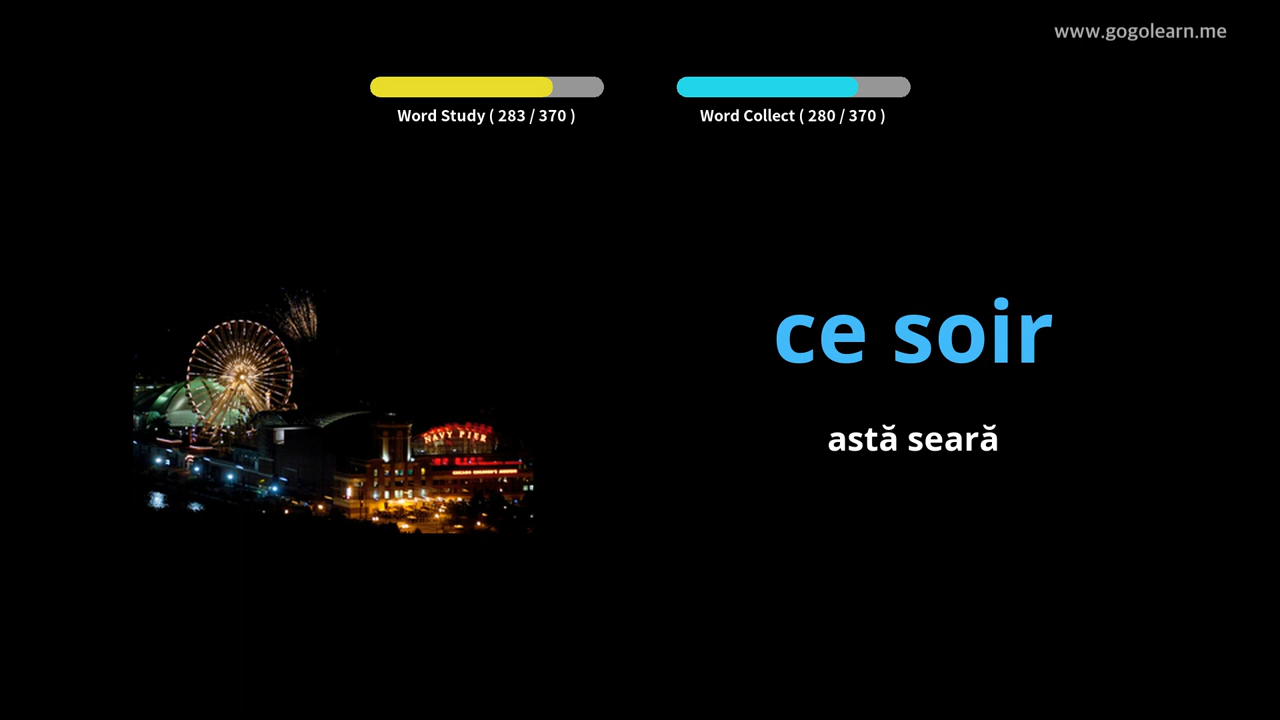 www.gogolearn.me
Word Study ( 283 / 370 )
Word Collect ( 280 / 370 )
ce soir
astă seară
NAVY PIER